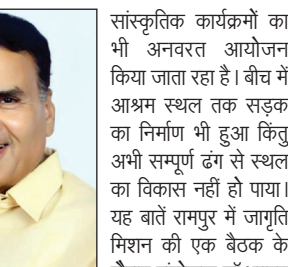 सांस्कृतिक कार्यक्रमों का
भी अनवरत आयोजन
किया जाता रहा है। बीच में
आश्रम स्थल तक सड़क
का निर्माण भी हुआ किंतु
अभी सम्पूर्ण ढंग से स्थल
का विकास नहीं हो पाया।
यह बातें रामपुर में जागृति
मिशन की एक बैठक के